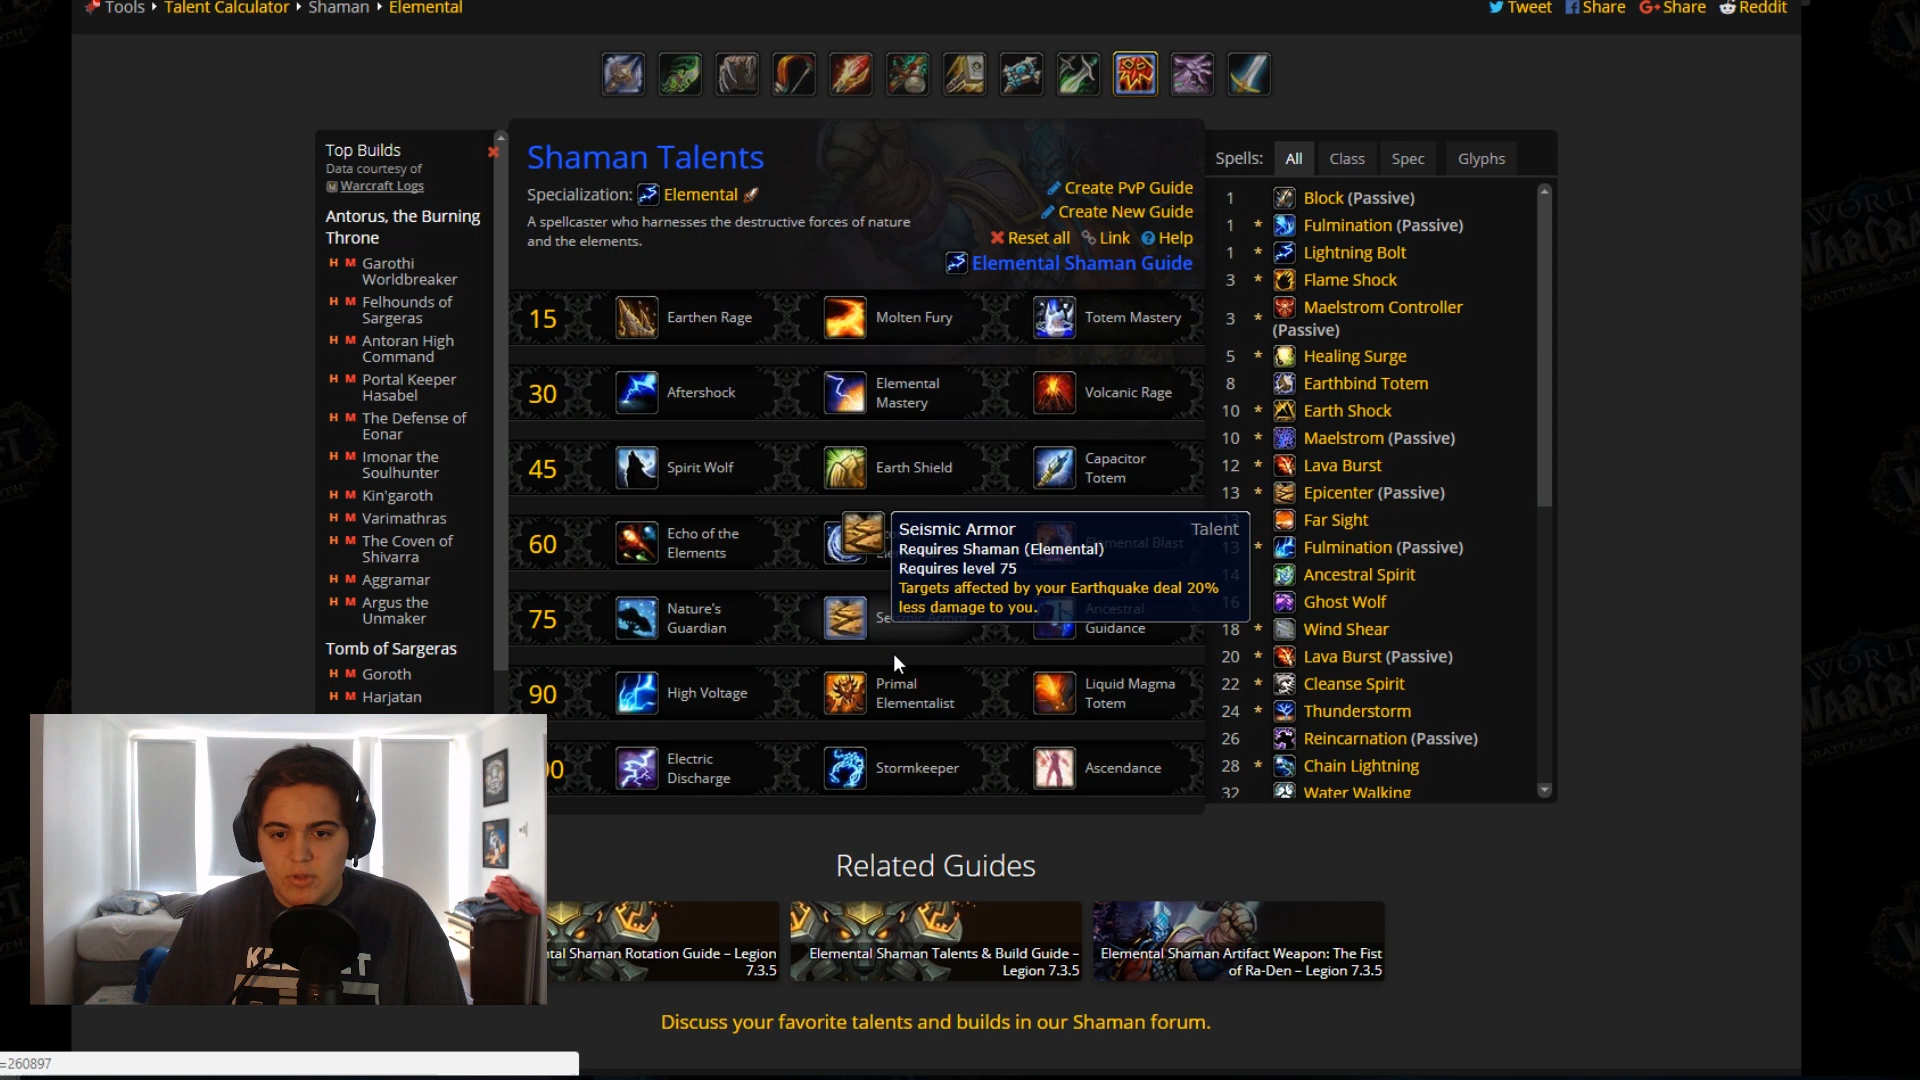 Tools ▸ Talent Calculator ▸ Shaman ▸ Elemental
Tweet Share G+ Share Reddit
Top Builds
Data courtesy of
Warcraft Logs
Antorus, the Burning
Throne
H M Garothi
Worldbreaker
H M Felhounds of
Sargeras
H M Antoran High
Command
H M Portal Keeper
Hasabel
H M The Defense of
Eonar
H M Imonar the
Soulhunter
H M Kin'garoth
H M Varimathras
H M The Coven of
Shivarra
H M Aggramar
H M Argus the
Unmaker
Tomb of Sargeras
H M Goroth
H M Harjatan
Shaman Talents
Specialization: Elemental
A spellcaster who harnesses the destructive forces of nature
and the elements.
Create PvP Guide
Create New Guide
Reset all Link Help
Elemental Shaman Guide
15 Earthen Rage Molten Fury Totem Mastery
30 Aftershock Elemental
Mastery Volcanic Rage
45 Spirit Wolf Earth Shield Capacitor
Totem
60 Echo of the
Elements Elemental Blast
Seismic Armor Talent
Requires Shaman (Elemental)
Requires level 75
Targets affected by your Earthquake deal 20%
less damage to you.
75 Nature's
Guardian Seismic Armor Ancestral
Guidance
90 High Voltage Primal
Elementalist Liquid Magma
Totem
Electric
Discharge Stormkeeper Ascendance
Spells: All Class Spec Glyphs
1 Block (Passive)
1 * Fulmination (Passive)
1 * Lightning Bolt
3 * Flame Shock
3 * Maelstrom Controller
(Passive)
5 * Healing Surge
8 Earthbind Totem
10 * Earth Shock
10 * Maelstrom (Passive)
12 * Lava Burst
13 * Epicenter (Passive)
13 Far Sight
13 * Fulmination (Passive)
14 Ancestral Spirit
16 Ghost Wolf
18 * Wind Shear
20 * Lava Burst (Passive)
22 * Cleanse Spirit
24 * Thunderstorm
26 Reincarnation (Passive)
28 * Chain Lightning
32 Water Walking
Related Guides
Shaman Rotation Guide – Legion
7.3.5
Elemental Shaman Talents & Build Guide –
Legion 7.3.5
Elemental Shaman Artifact Weapon: The Fist
of Ra-Den – Legion 7.3.5
Discuss your favorite talents and builds in our Shaman forum.
=260897